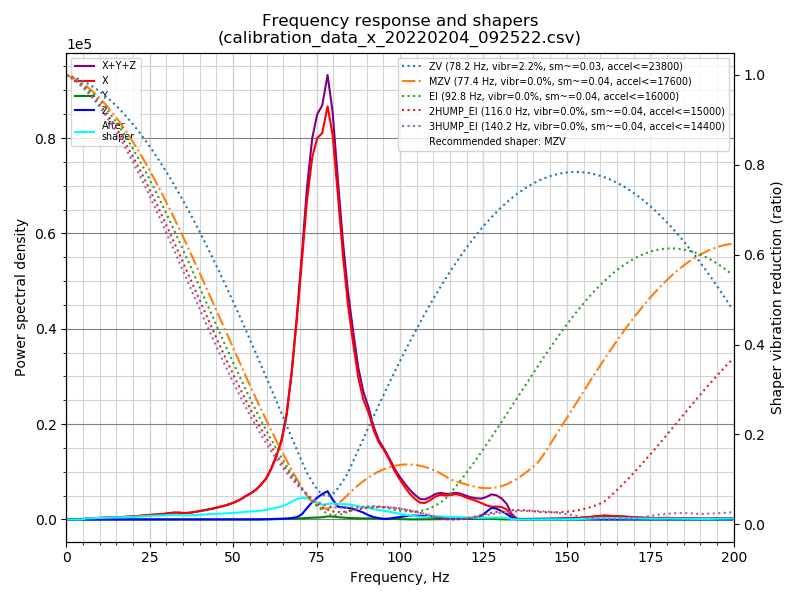 Frequency response and shapers
(calibration_data_x_20220204_092522.csv)
1e5
X+Y+Z
X
Y
Z
After
shaper
ZV (78.2 Hz, vibr=2.2%, sm~=0.03, accel<=23800)
MZV (77.4 Hz, vibr=0.0%, sm~=0.04, accel<=17600)
EI (92.8 Hz, vibr=0.0%, sm~=0.04, accel<=16000)
2HUMP_EI (116.0 Hz, vibr=0.0%, sm~=0.04, accel<=15000)
3HUMP_EI (140.2 Hz, vibr=0.0%, sm~=0.04, accel<=14400)
Recommended shaper: MZV
Power spectral density
0.8
0.6
0.4
0.2
0.0
1.0
0.8
0.6
0.4
0.2
0.0
Shaper vibration reduction (ratio)
0 25 50 75 100 125 150 175 200
Frequency, Hz